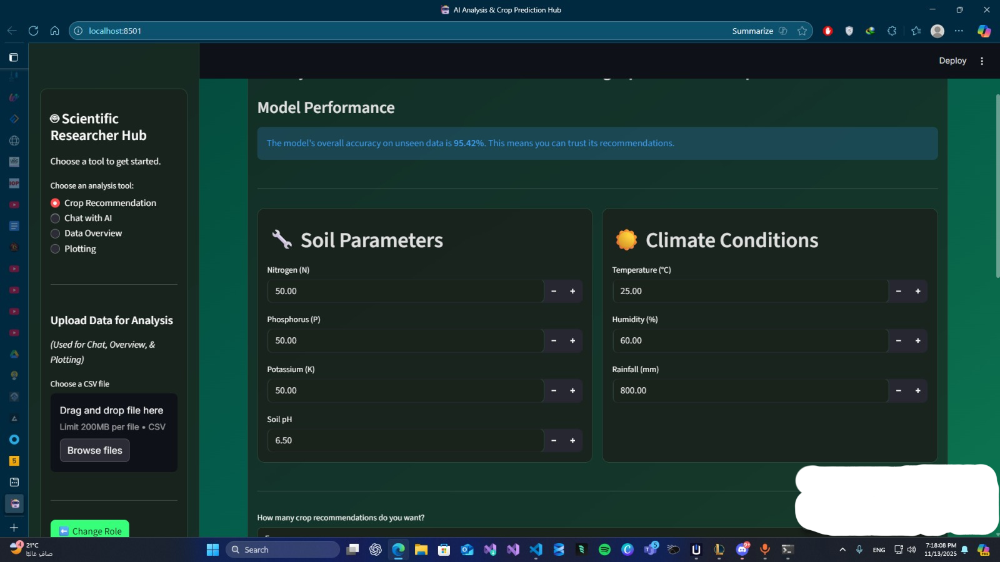 AI Analysis & Crop Prediction Hub
localhost:8501
Summarize
Deploy
Scientific
Researcher Hub
Choose a tool to get started.
Choose an analysis tool:
Crop Recommendation
Chat with AI
Data Overview
Plotting
Upload Data for Analysis
(Used for Chat, Overview, &
Plotting)
Choose a CSV file
Drag and drop file here
Limit 200MB per file • CSV
Browse files
Change Role
Model Performance
The model's overall accuracy on unseen data is 95.42%. This means you can trust its recommendations.
Soil Parameters
Nitrogen (N)
50.00
Phosphorus (P)
50.00
Potassium (K)
50.00
Soil pH
6.50
Climate Conditions
Temperature (°C)
25.00
Humidity (%)
60.00
Rainfall (mm)
800.00
How many crop recommendations do you want?
4
21°C
صافٍ غالبًا
Search
5
9+
ENG
7:18:08 PM
11/13/2025